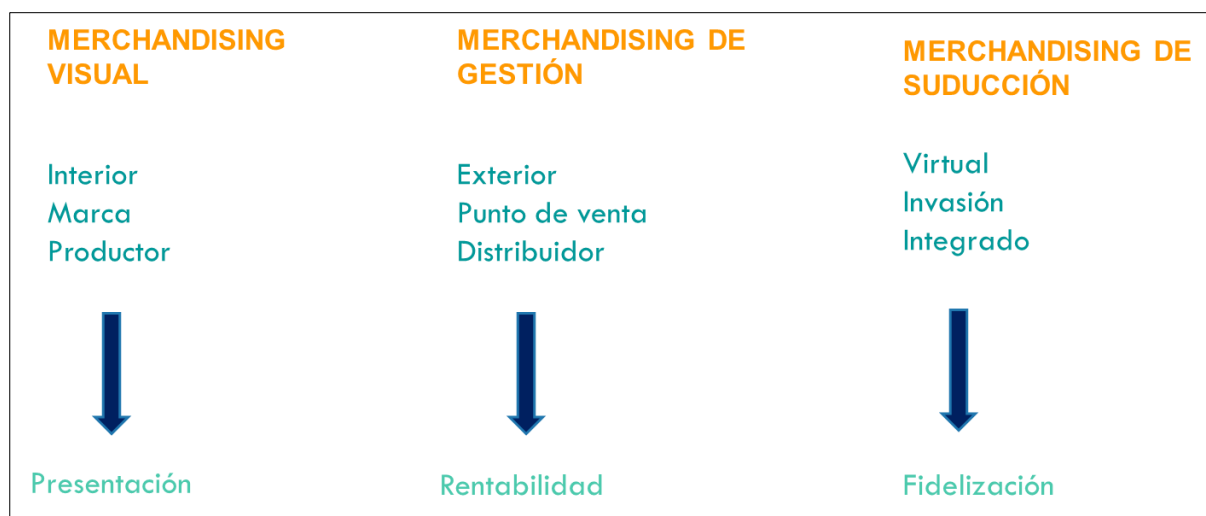 MERCHANDISING
VISUAL
Interior
Marca
Productor
Presentación
MERCHANDISING DE
GESTIÓN
Exterior
Punto de venta
Distribuidor
Rentabilidad
MERCHANDISING DE
SUDUCCIÓN
Virtual
Invasión
Integrado
Fidelización